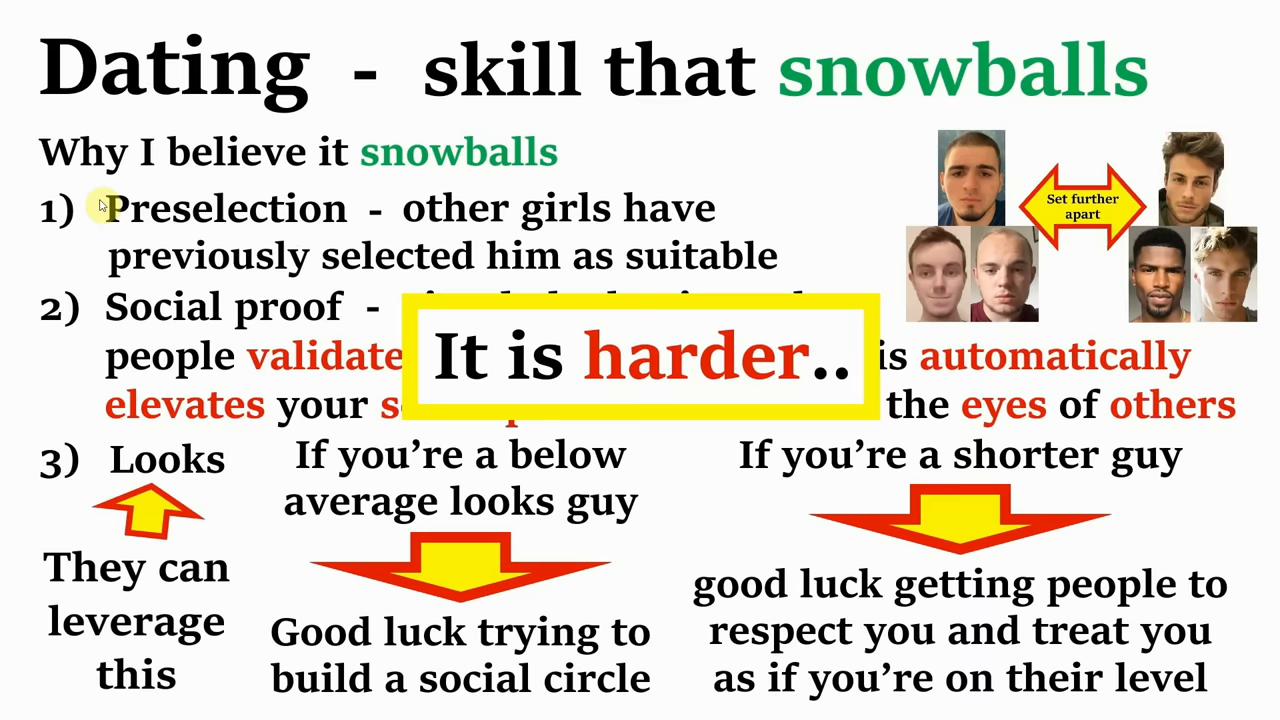 Dating - skill that snowballs
Why I believe it snowballs
1) Preselection - other girls have
previously selected him as suitable
Set further
apart
2) Social proof -
people validate is automatically
elevates your the eyes of others
It is harder..
3) Looks
They can
leverage
this
If you're a below
average looks guy
Good luck trying to
build a social circle
If you're a shorter guy
good luck getting people to
respect you and treat you
as if you're on their level